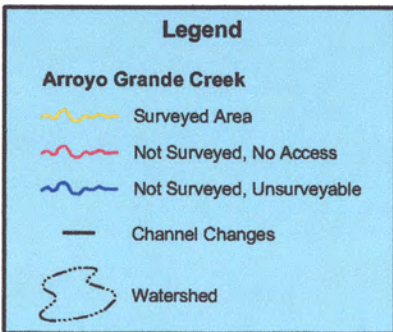 Legend
Arroyo Grande Creek
Surveyed Area
Not Surveyed, No Access
Not Surveyed, Unsurveyable
Channel Changes
Watershed